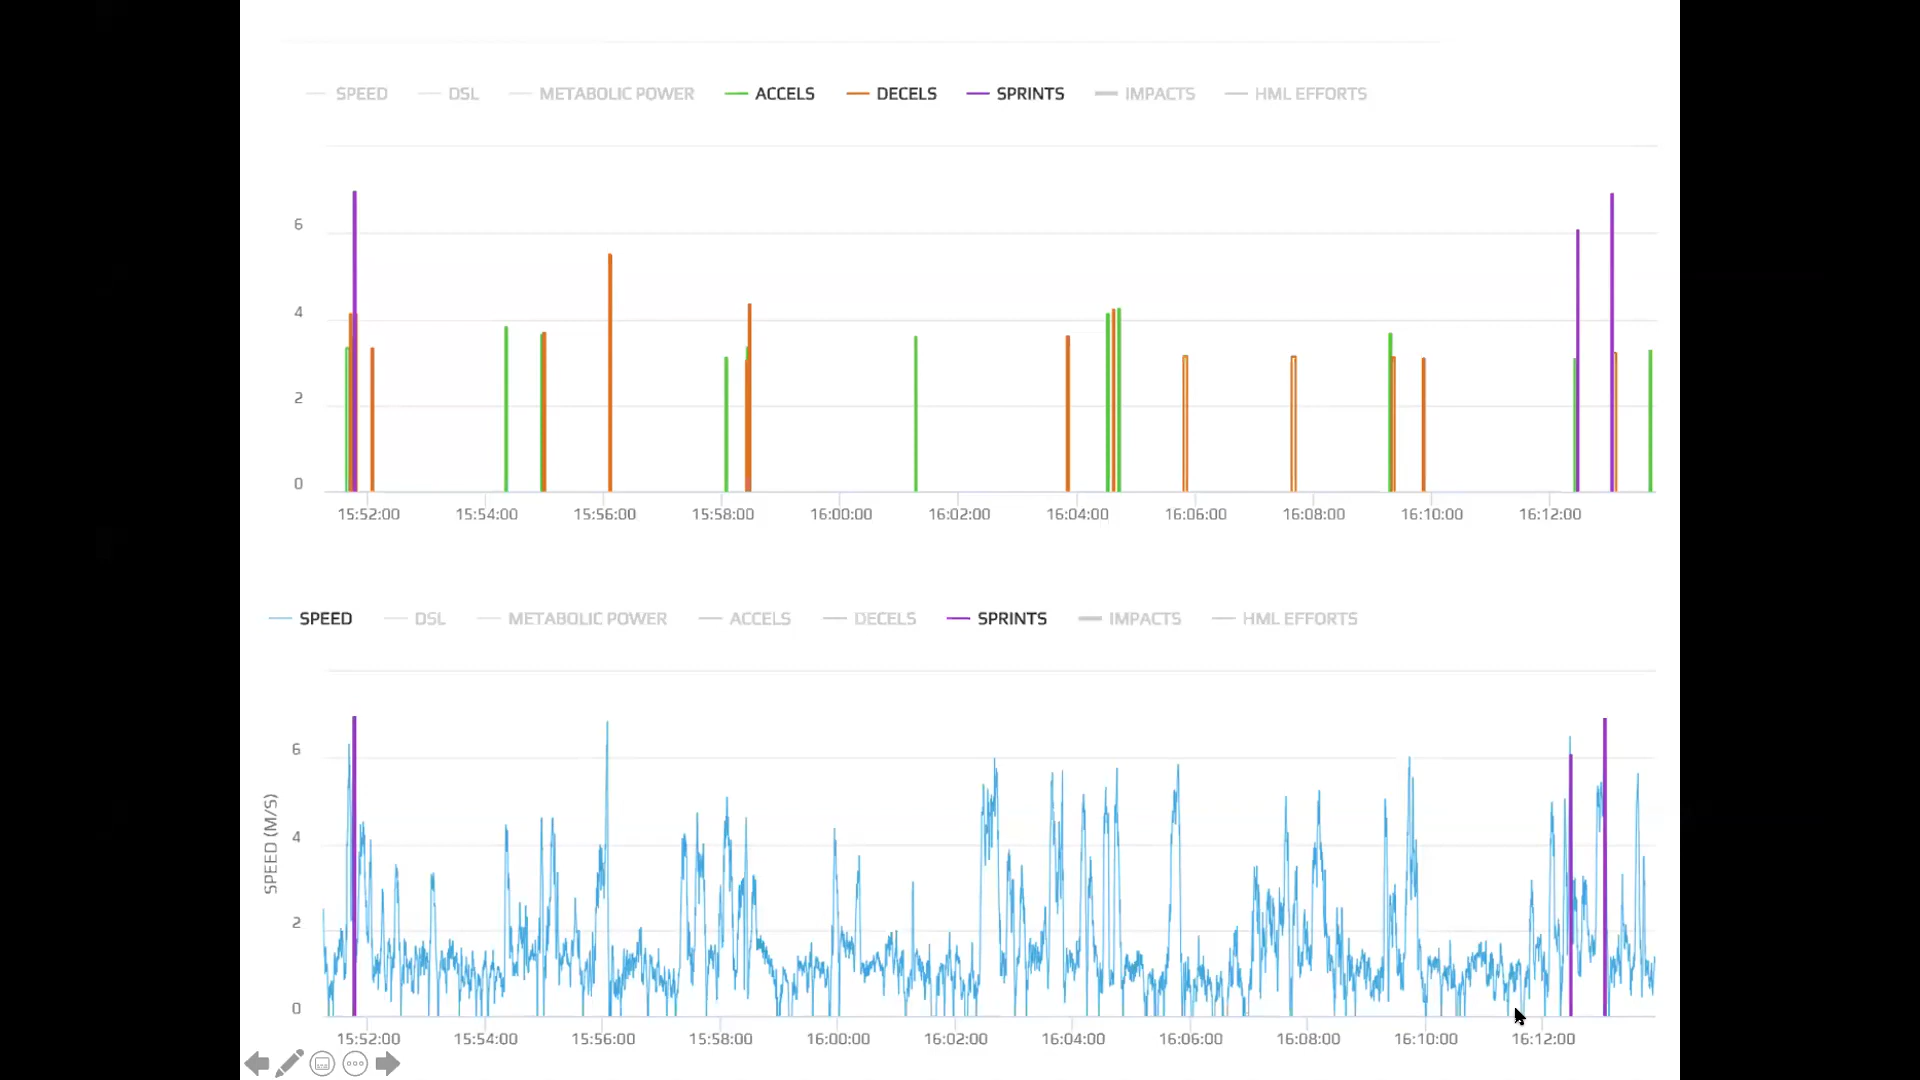 SPEED DSL METABOLIC POWER ACCELS DECELS SPRINTS IMPACTS HML EFFORTS
6
4
2
0
15:52:00 15:54:00 15:56:00 15:58:00 16:00:00 16:02:00 16:04:00 16:06:00 16:08:00 16:10:00 16:12:00
SPEED DSL METABOLIC POWER ACCELS DECELS SPRINTS IMPACTS HML EFFORTS
SPEED (M/S)
6
4
2
0
15:52:00 15:54:00 15:56:00 15:58:00 16:00:00 16:02:00 16:04:00 16:06:00 16:08:00 16:10:00 16:12:00